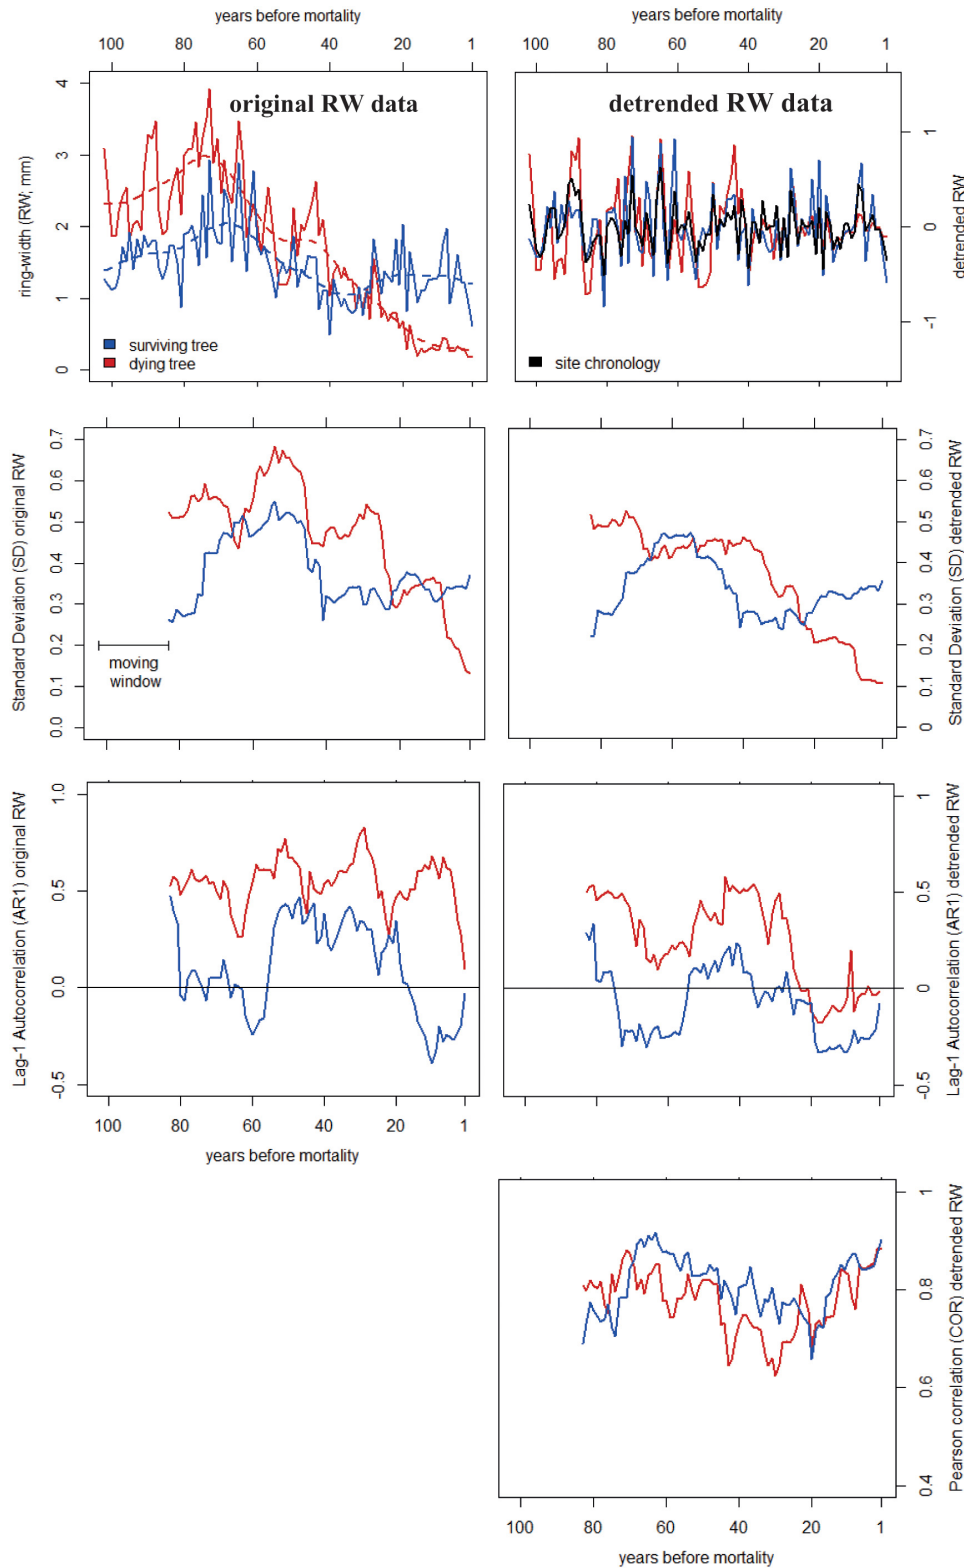 years before mortality
years before mortality
100 80 60 40 20 1
100 80 60 40 20 1
original RW data
detrended RW data
ring-width (RW; mm)
4
3
2
1
0
surviving tree
dying tree
site chronology
1
0
-1
detrended RW
Standard Deviation (SD) original RW
0.7
0.6
0.5
0.4
0.3
0.2
0.1
0.0
moving
window
0.7
0.6
0.5
0.4
0.3
0.2
0.1
0
Standard Deviation (SD) detrended RW
Lag-1 Autocorrelation (AR1) original RW
1.0
0.5
0.0
-0.5
100 80 60 40 20 1
years before mortality
1
0.5
0
-0.5
Lag-1 Autocorrelation (AR1) detrended RW
1
0.8
0.6
0.4
Pearson correlation (COR) detrended RW
100 80 60 40 20 1
years before mortality